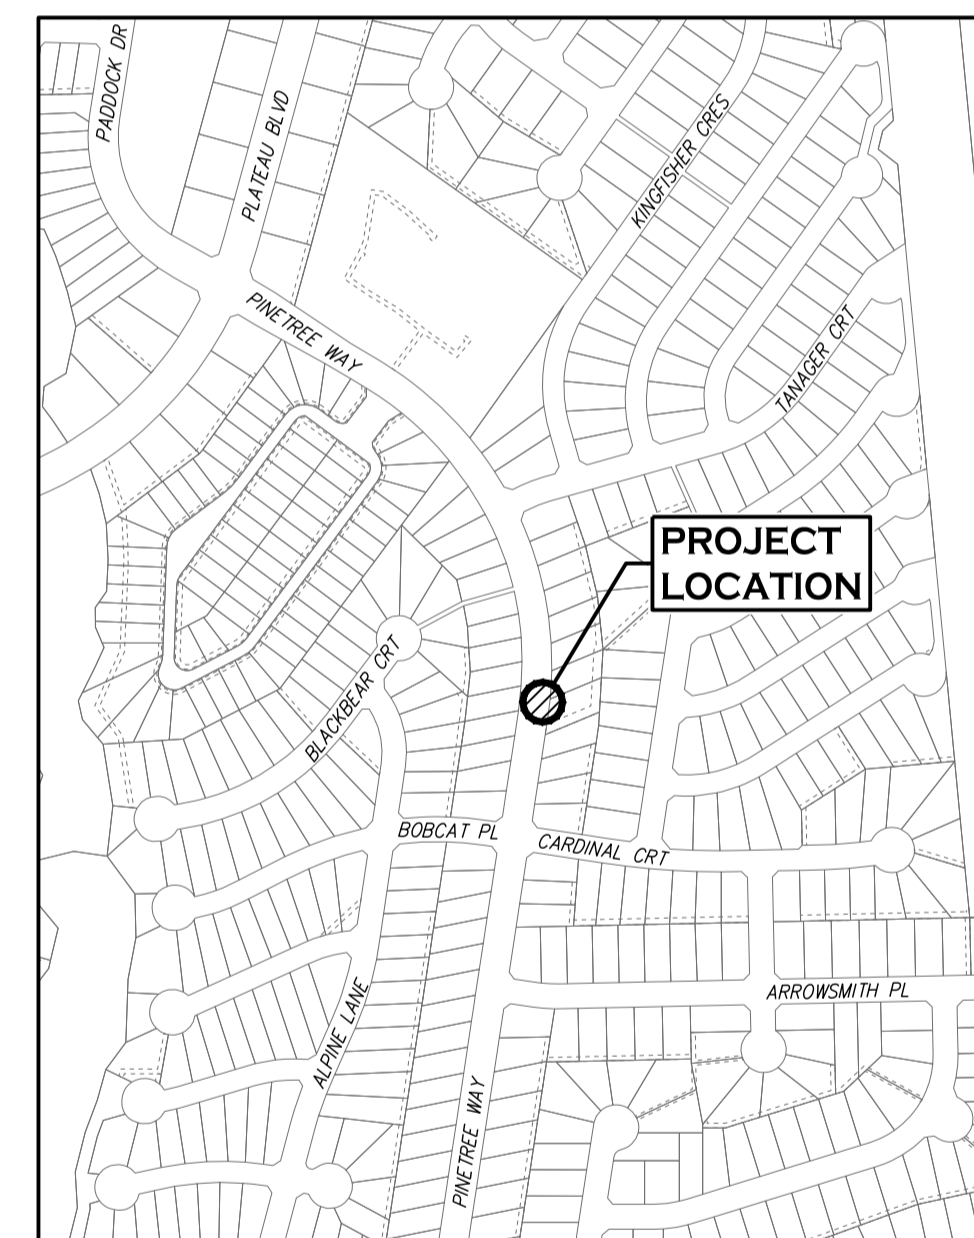 PADDOCK DR
PLATEAU BLVD
KINGFISHER CRES
PINETREE WAY
TANAGER CRT
PROJECT
LOCATION
BLACKBEAR CRT
BOBCAT PL
CARDINAL CRT
ARROWSMITH PL
ALPINE LANE
PINETREE WAY